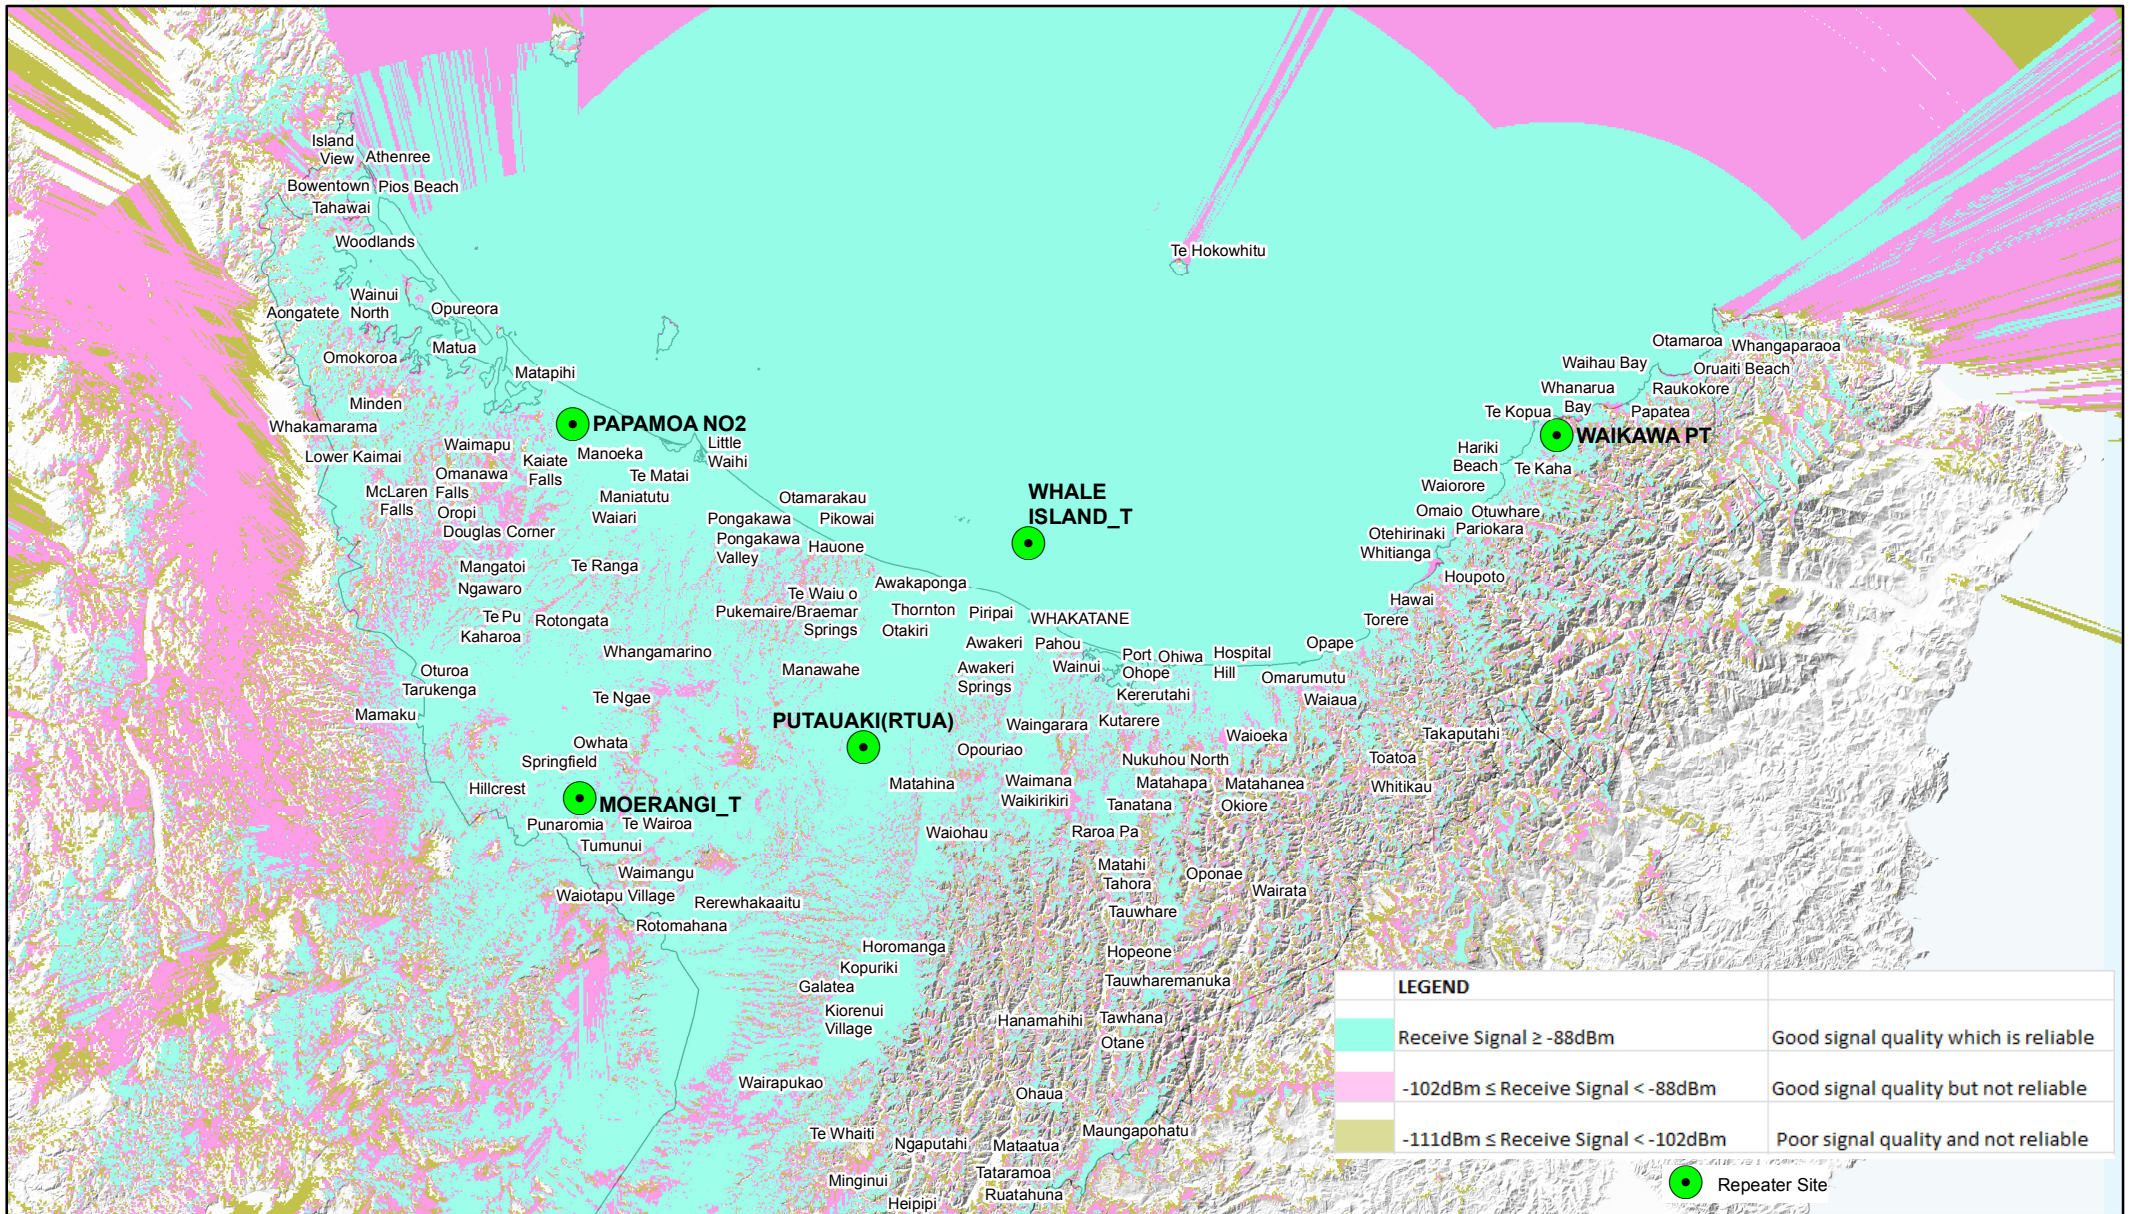 Island
View
Athenree
Bowentown
Pios Beach
Tahawai
Woodlands
Te Hokowhitu
Wainui
North
Aongatete
Opureora
Omokoroa
Matua
Matapihi
Minden
Whakamarama
PAPAMOA NO2
Otamaroa
Whangaparaoa
Waihau Bay
Oruaiti Beach
Whanarua
Bay
Raukokore
Te Kopua
Papatea
WAIKAWA PT
Hariki
Beach
Te Kaha
Waiorore
Omaio
Otuwhare
Pariokara
Otehirinaki
Whitianga
Houpoto
Hawai
Torere
Opape
Lower Kaimai
Waimapu
Kaiate
Falls
Manoeka
Little
Waihi
Omanawa
Falls
McLaren
Falls
Te Matai
Maniatutu
Waiari
Oropi
Douglas Corner
Otamarakau
Pongakawa
Pikowai
Pongakawa
Valley
Hauone
WHALE
ISLAND_T
Mangatoi
Te Ranga
Ngawaro
Awakaponga
Te Waiu o
Pukemaire/Braemar
Springs
Thornton
Piripai
WHAKATANE
Otakiri
Te Pu
Kaharoa
Rotongata
Whangamarino
Awakeri
Pahou
Awakeri
Springs
Wainui
Port
Ohope
Ohiwa
Hospital
Hill
Omarumutu
Kererutahi
Waiaua
Oturoa
Tarukenga
Mamaku
Te Ngae
Manawahe
PUTAUAKI(RTUA)
Waingarara
Kutarere
Waioeka
Takaputahi
Owhata
Springfield
Opouriao
Nukuhou North
Toatoa
Hillcrest
MOERANGI_T
Matahina
Waimana
Waikirikiri
Matahapa
Matahanea
Whitikau
Tanatana
Okiore
Punaromia
Te Wairoa
Tumunui
Waiohau
Raroa Pa
Waimangu
Matahi
Tahora
Oponae
Wairata
Waiotapu Village
Rerewhakaaitu
Rotomahana
Tauwhare
Horomanga
Hopeone
Kopuriki
Tauwharemanuka
Galatea
Kiorenui
Village
Hanamahihi
Tawhana
Otane
Wairapukao
Ohaua
Te Whaiti
Ngaputahi
Mataatua
Maungapohatu
Minginui
Tataramoa
Ruatahuna
Heipipi
LEGEND
Receive Signal ≥ -88dBm Good signal quality which is reliable
-102dBm ≤ Receive Signal < -88dBm Good signal quality but not reliable
-111dBm ≤ Receive Signal < -102dBm Poor signal quality and not reliable
Repeater Site